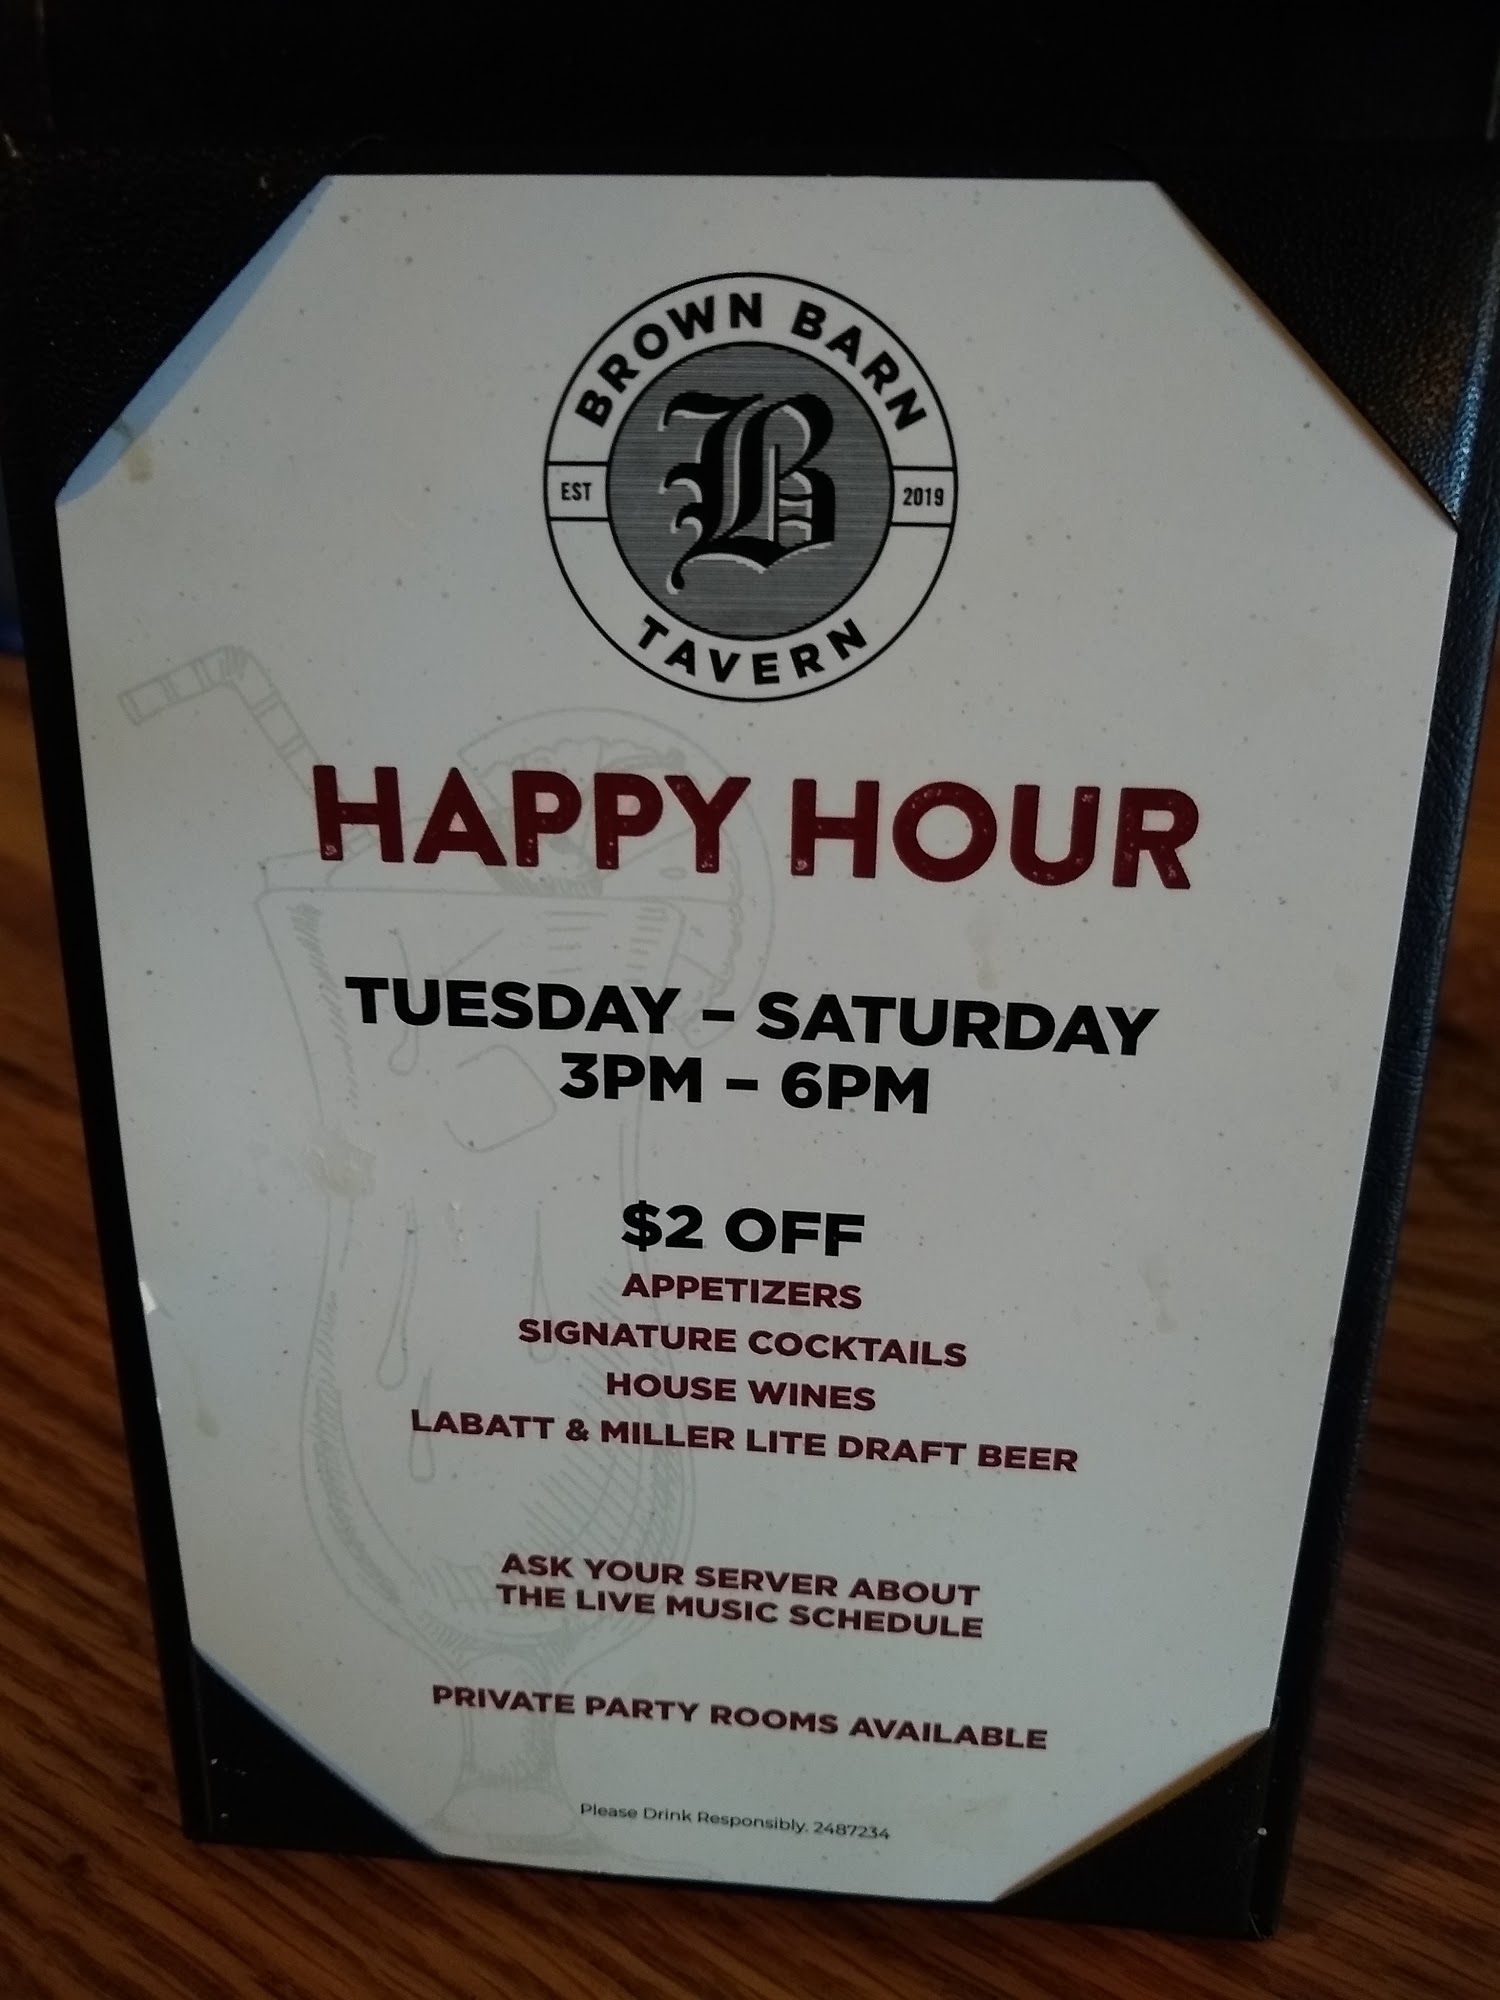 BROWN BARN
B
EST 2019
TAVERN
HAPPY HOUR
TUESDAY – SATURDAY
3PM – 6PM
$2 OFF
APPETIZERS
SIGNATURE COCKTAILS
HOUSE WINES
LABATT & MILLER LITE DRAFT BEER
ASK YOUR SERVER ABOUT
THE LIVE MUSIC SCHEDULE
PRIVATE PARTY ROOMS AVAILABLE
Please Drink Responsibly. 2487234